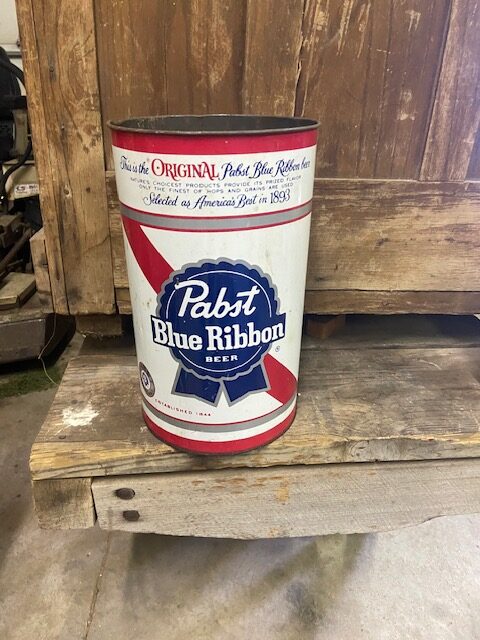 This is the ORIGINAL Pabst Blue Ribbon beer
NATURE'S CHOICEST PRODUCTS PROVIDE ITS PRIZED FLAVOR
ONLY THE FINEST OF HOPS AND GRAINS ARE USED
Selected as America's Best in 1893
Pabst
Blue Ribbon
®
BEER
ESTABLISHED 1844